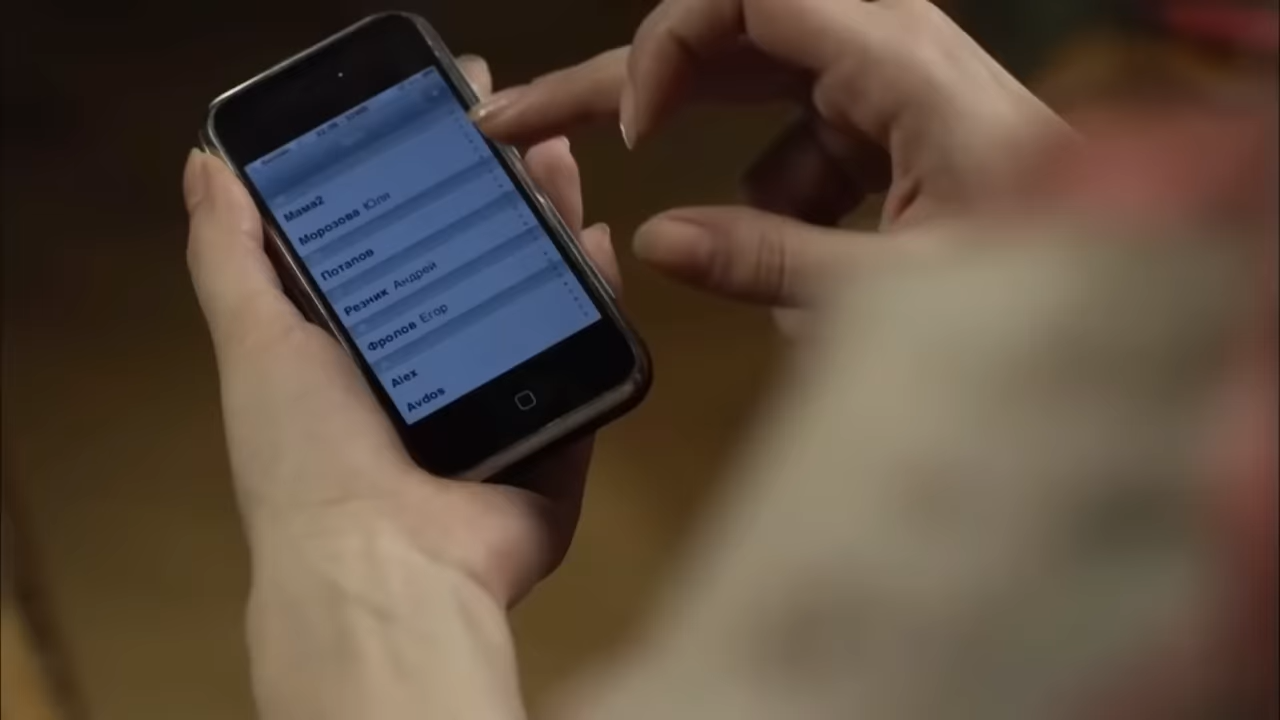 Мама2
Морозова Юля
Потапов
Резник Андрей
Фролов Егор
Alex
Avdos